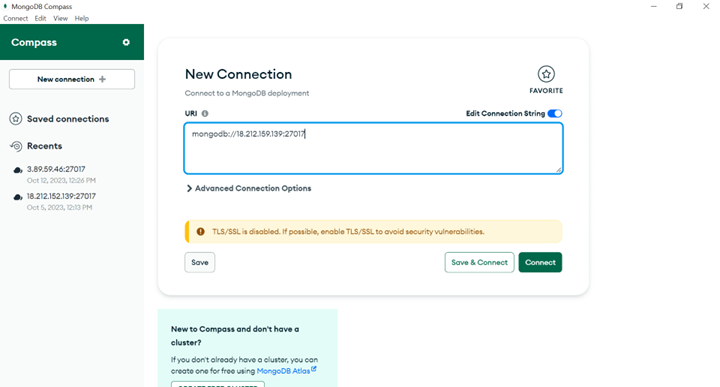 MongoDB Compass
Connect Edit View Help
Compass
New connection
Saved connections
Recents
3.89.59.46:27017
Oct 12, 2023, 12:26 PM
18.212.152.139:27017
Oct 5, 2023, 12:13 PM
New Connection
Connect to a MongoDB deployment
FAVORITE
URI
Edit Connection String
mongodb://18.212.159.139:27017
Advanced Connection Options
TLS/SSL is disabled. If possible, enable TLS/SSL to avoid security vulnerabilities.
Save
Save & Connect
Connect
New to Compass and don't have a
cluster?
If you don't already have a cluster, you can
create one for free using MongoDB Atlas
CREATE FREE CLUSTER